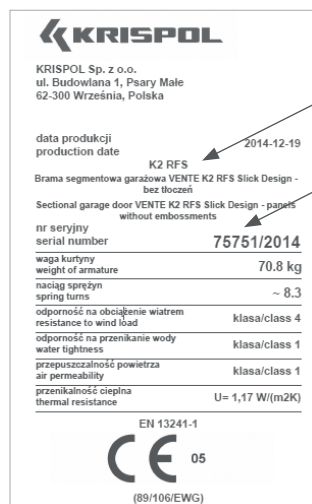 KRISPOL
KRISPOL Sp. z o.o.
ul. Budowlana 1, Psary Małe
62-300 Września, Polska
data produkcji
production date 2014-12-19
K2 RFS
Brama segmentowa garażowa VENTE K2 RFS Slick Design -
bez tłoczeń
Sectional garage door VENTE K2 RFS Slick Design - panels
without embossments
nr seryjny
serial number 75751/2014
waga kurtyny
weight of armature 70.8 kg
naciąg sprężyn
spring turns ~ 8.3
odporność na obciążenie wiatrem
resistance to wind load klasa/class 4
odporność na przenikanie wody
water tightness klasa/class 1
przepuszczalność powietrza
air permeability klasa/class 1
przenikalność cieplna
thermal resistance U= 1,17 W/(m2K)
EN 13241-1
CE 05
(89/106/EWG)